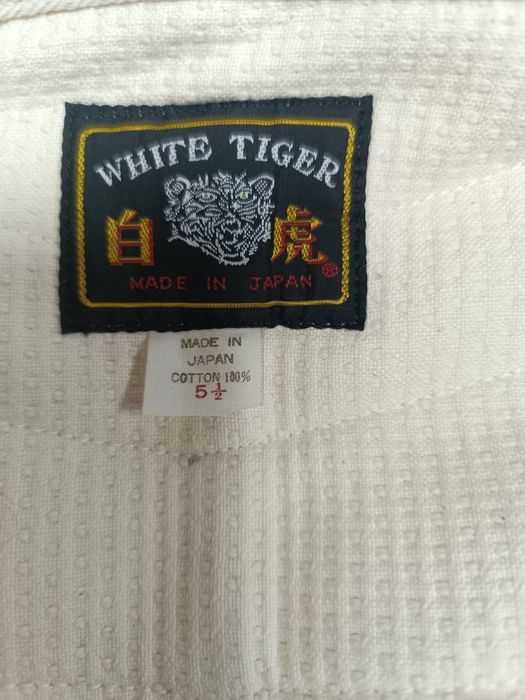 WHITE TIGER
白虎®
MADE IN JAPAN
MADE IN
JAPAN
COTTON 100%
5½